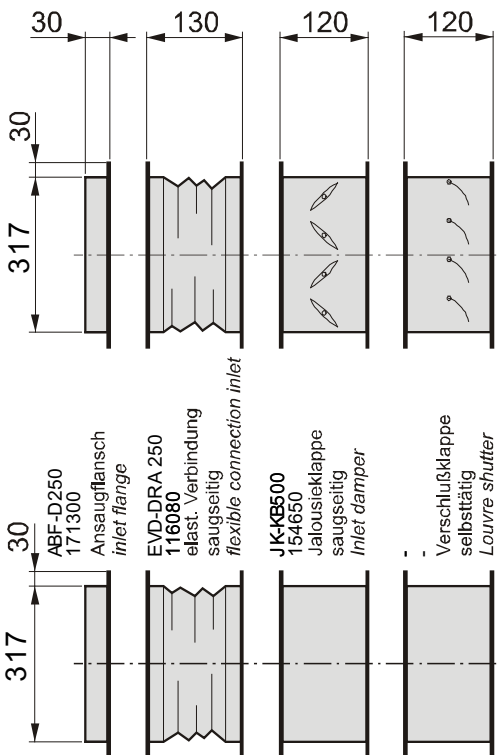 30
130
120
120
30
317
ABF-D250
171300
Ansaugflansch
inlet flange
EVD-DRA 250
116080
elast. Verbindung
saugseitig
flexible connection inlet
JK-KB500
154650
Jalousieklappe
saugseitig
Inlet damper
-
-
Verschlußklappe
selbsttätig
Louvre shutter
30
317